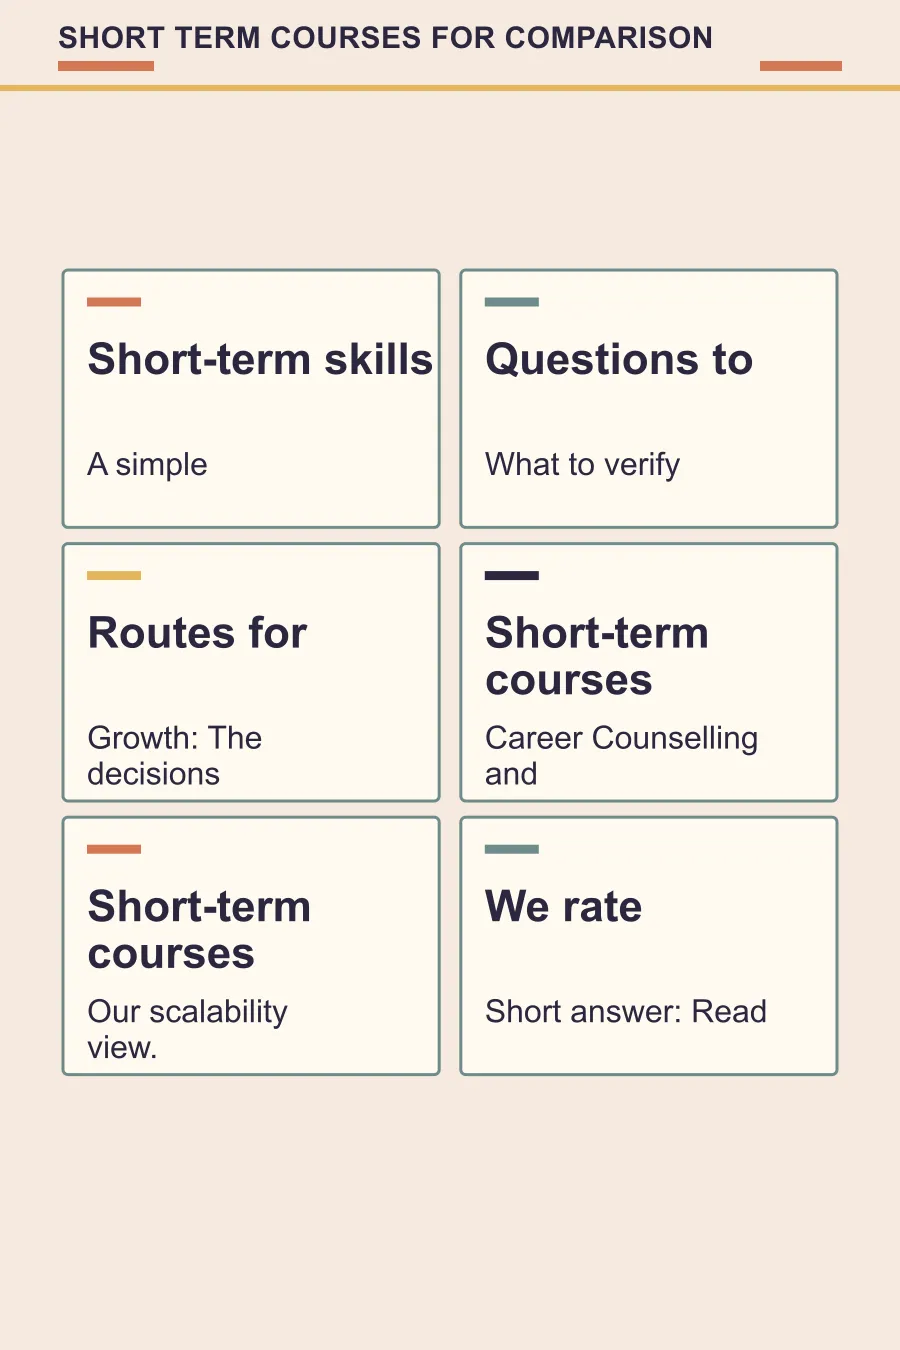 SHORT TERM COURSES FOR COMPARISON
Short-term skills
A simple
Questions to
What to verify
Routes for
Growth: The
decisions
Short-term
courses
Career Counselling
and
Short-term
courses
Our scalability
view.
We rate
Short answer: Read